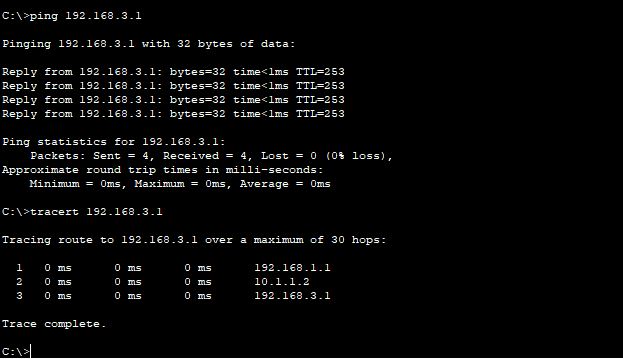 C:\>ping 192.168.3.1
Pinging 192.168.3.1 with 32 bytes of data:
Reply from 192.168.3.1: bytes=32 time<1ms TTL=253
Reply from 192.168.3.1: bytes=32 time<1ms TTL=253
Reply from 192.168.3.1: bytes=32 time<1ms TTL=253
Reply from 192.168.3.1: bytes=32 time<1ms TTL=253
Ping statistics for 192.168.3.1:
    Packets: Sent = 4, Received = 4, Lost = 0 (0% loss),
Approximate round trip times in milli-seconds:
    Minimum = 0ms, Maximum = 0ms, Average = 0ms
C:\>tracert 192.168.3.1
Tracing route to 192.168.3.1 over a maximum of 30 hops:
  1   0 ms      0 ms      0 ms      192.168.1.1
  2   0 ms      0 ms      0 ms      10.1.1.2
  3   0 ms      0 ms      0 ms      192.168.3.1
Trace complete.
C:\>